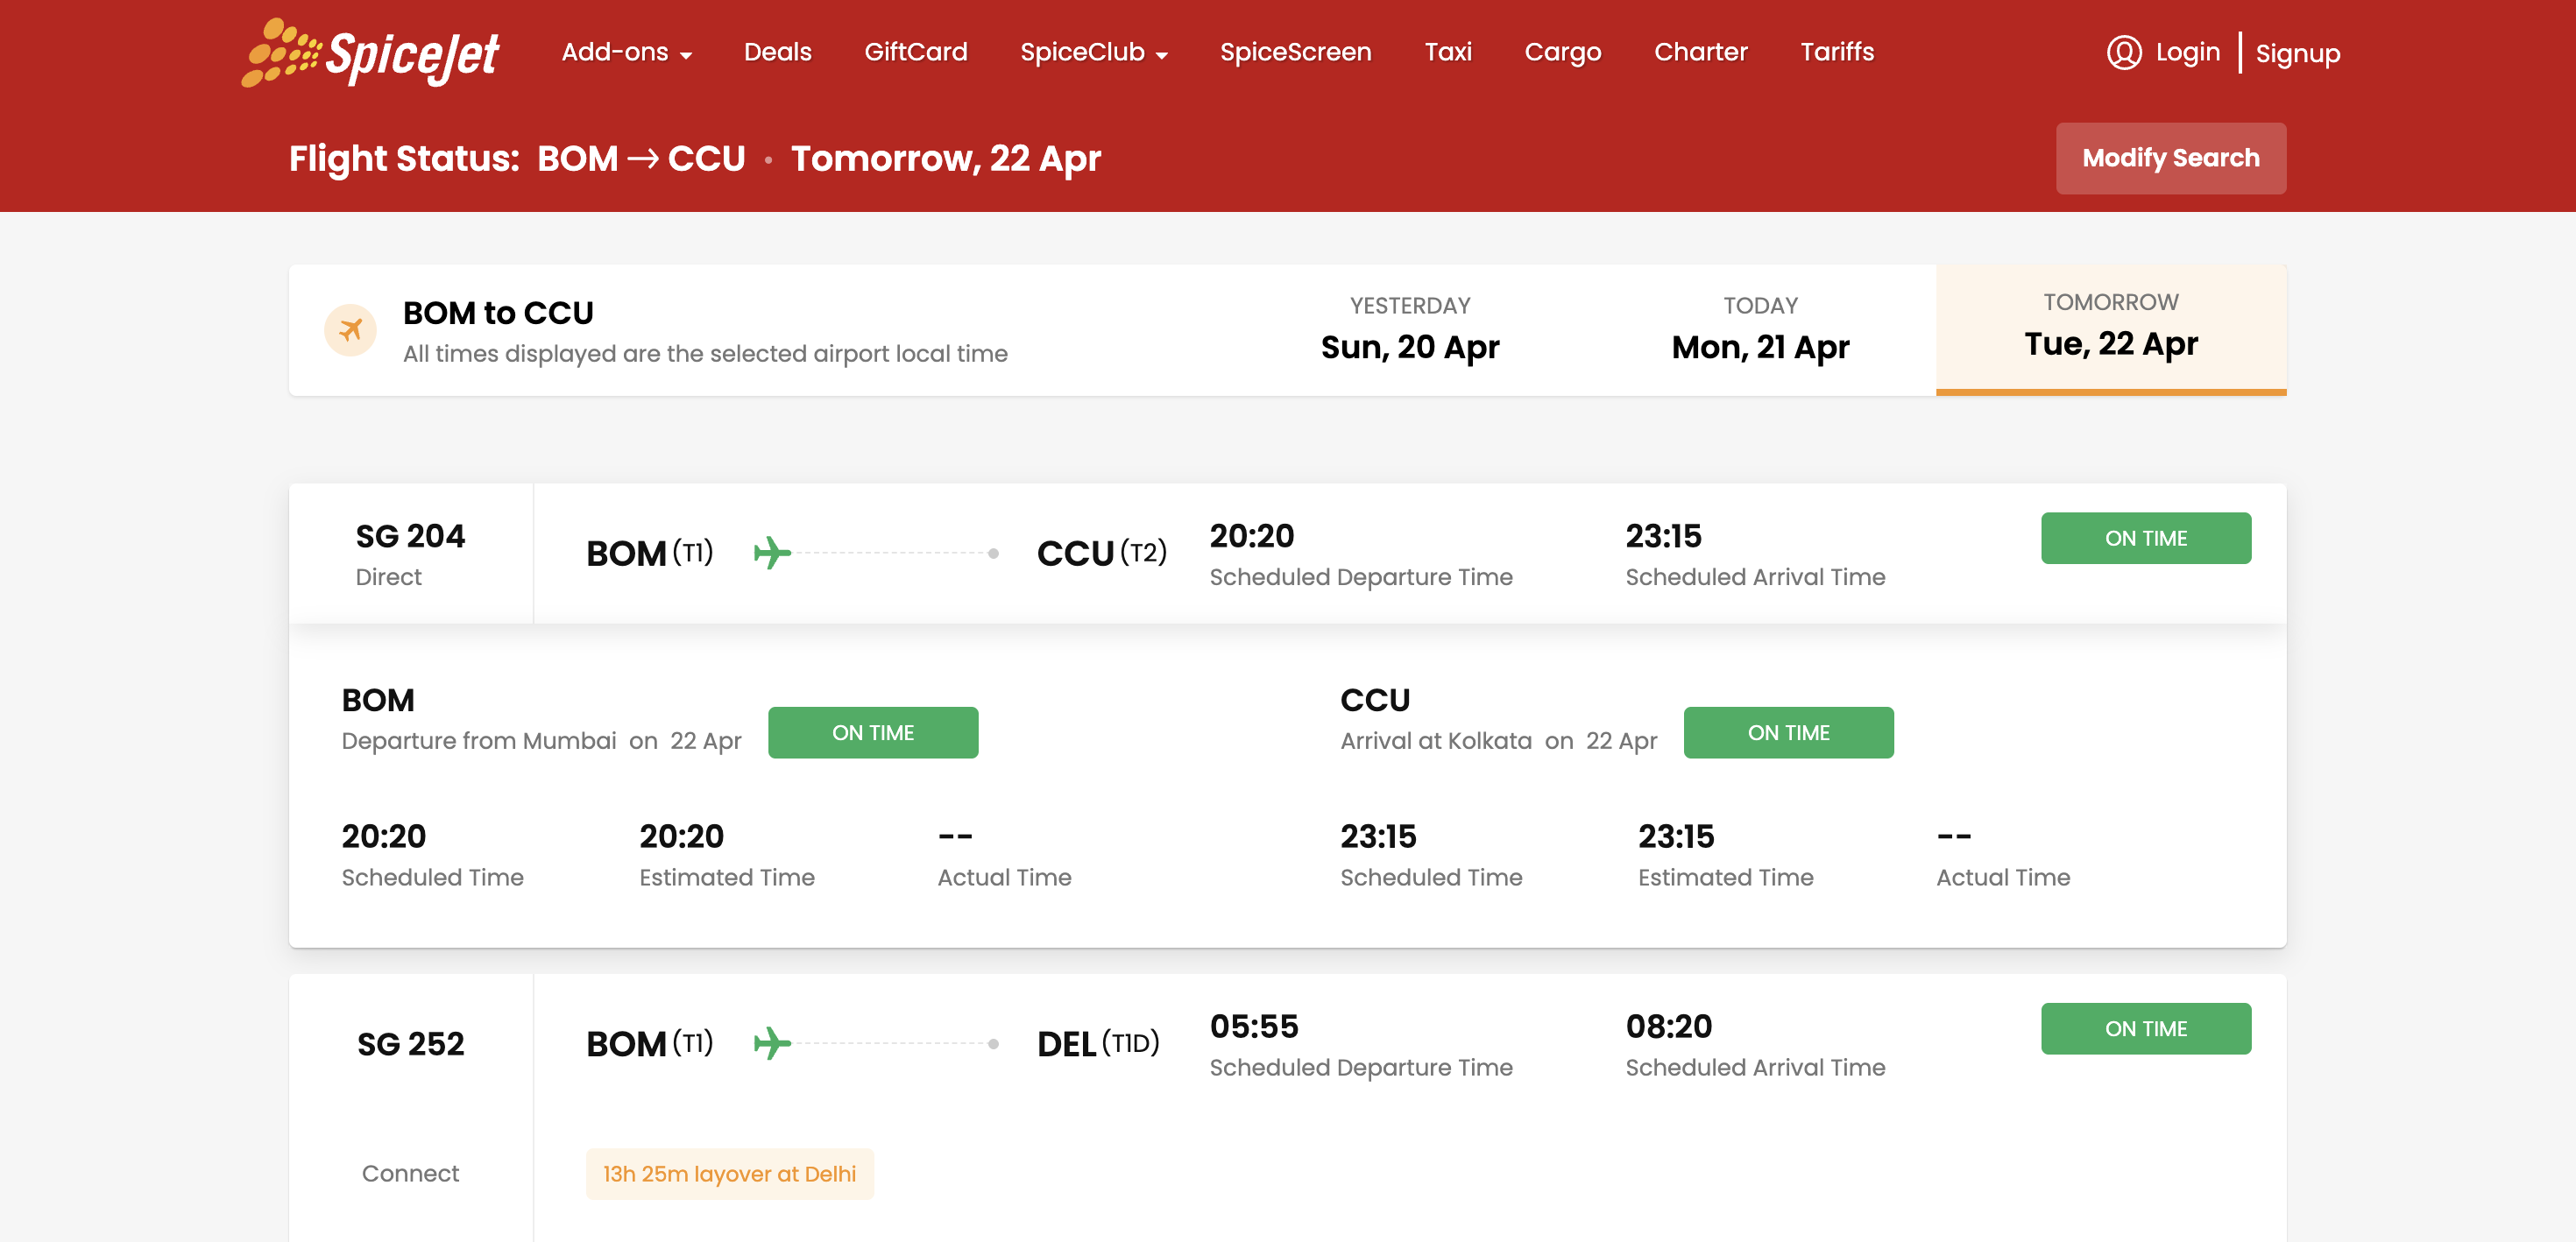 SpiceJet Add-ons Deals GiftCard SpiceClub SpiceScreen Taxi Cargo Charter Tariffs Login Signup
Flight Status: BOM → CCU • Tomorrow, 22 Apr Modify Search
BOM to CCU
All times displayed are the selected airport local time
YESTERDAY
Sun, 20 Apr
TODAY
Mon, 21 Apr
TOMORROW
Tue, 22 Apr
SG 204
Direct
BOM (T1) CCU (T2)
20:20
Scheduled Departure Time
23:15
Scheduled Arrival Time
ON TIME
BOM
Departure from Mumbai on 22 Apr
ON TIME
20:20
Scheduled Time
20:20
Estimated Time
--
Actual Time
CCU
Arrival at Kolkata on 22 Apr
ON TIME
23:15
Scheduled Time
23:15
Estimated Time
--
Actual Time
SG 252
BOM (T1) DEL (T1D)
05:55
Scheduled Departure Time
08:20
Scheduled Arrival Time
ON TIME
Connect
13h 25m layover at Delhi